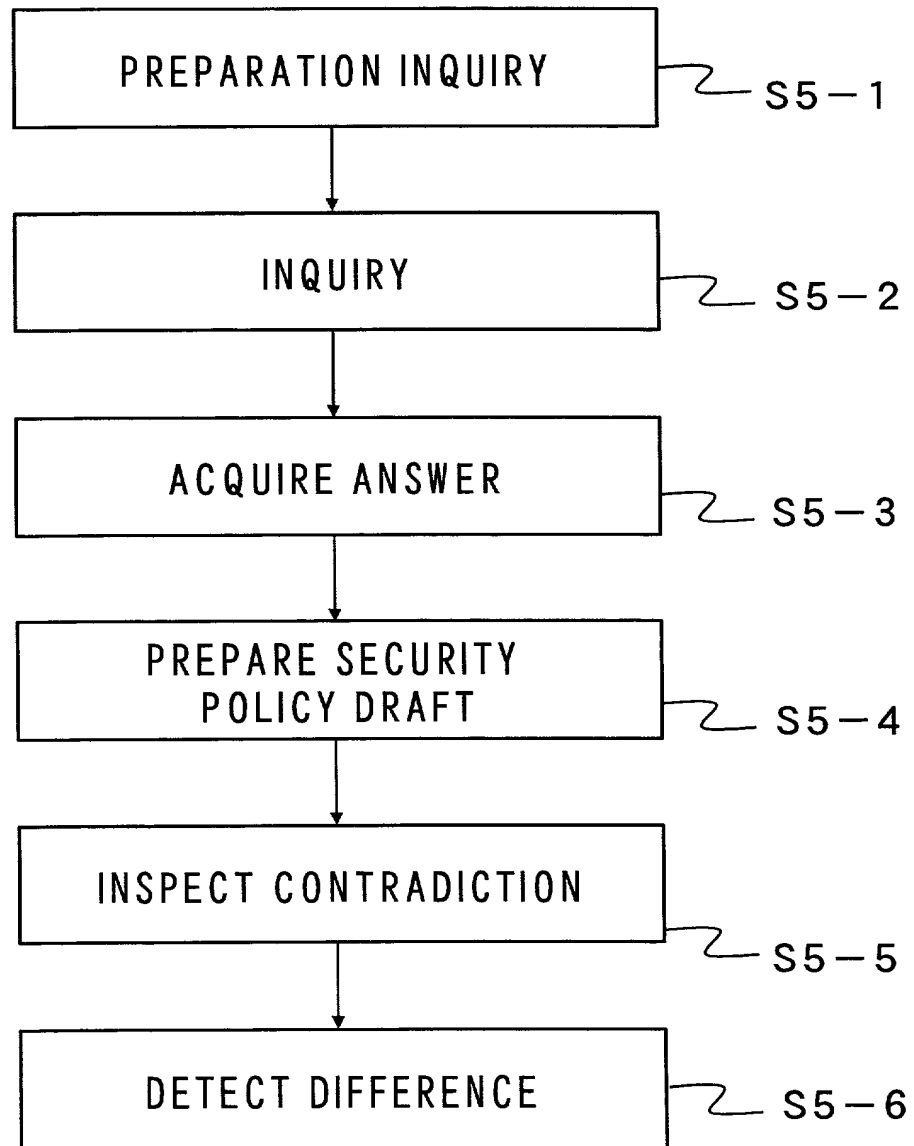 PREPARATION INQUIRY
S5-1
INQUIRY
S5-2
ACQUIRE ANSWER
S5-3
PREPARE SECURITY
POLICY DRAFT
S5-4
INSPECT CONTRADICTION
S5-5
DETECT DIFFERENCE
S5-6